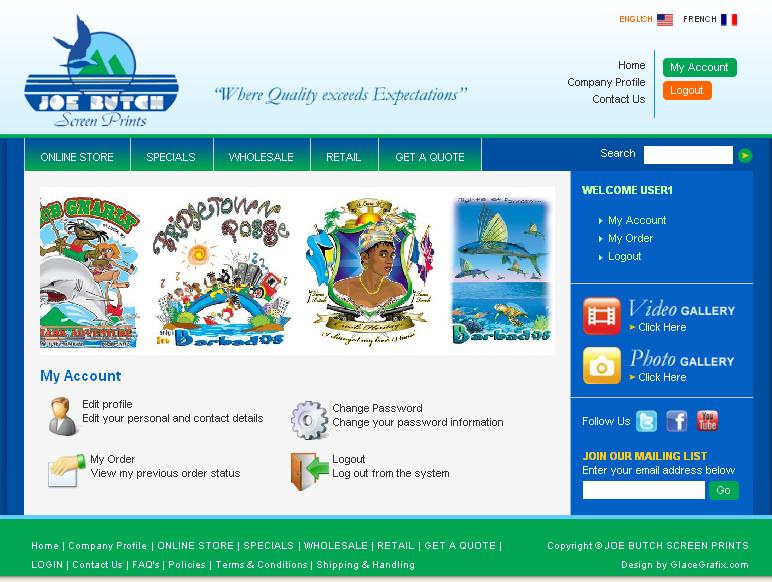 ENGLISH FRENCH
JOE BUTCH
Screen Prints
"Where Quality exceeds Expectations"
Home
Company Profile
Contact Us
My Account
Logout
ONLINE STORE SPECIALS WHOLESALE RETAIL GET A QUOTE
Search
GNARLY
ADVENTURE
BRIDGETOWN
POSSE
in
Barbados
Creole Heritage
Barbados
WELCOME USER1
My Account
My Order
Logout
Video GALLERY
Click Here
Photo GALLERY
Click Here
My Account
Edit profile
Edit your personal and contact details
Change Password
Change your password information
My Order
View my previous order status
Logout
Log out from the system
Follow Us
You
Tube
JOIN OUR MAILING LIST
Enter your email address below
Go
Home | Company Profile | ONLINE STORE | SPECIALS | WHOLESALE | RETAIL | GET A QUOTE |
LOGIN | Contact Us | FAQ's | Policies | Terms & Conditions | Shipping & Handling
Copyright © JOE BUTCH SCREEN PRINTS
Design by GlaceGrafix.com